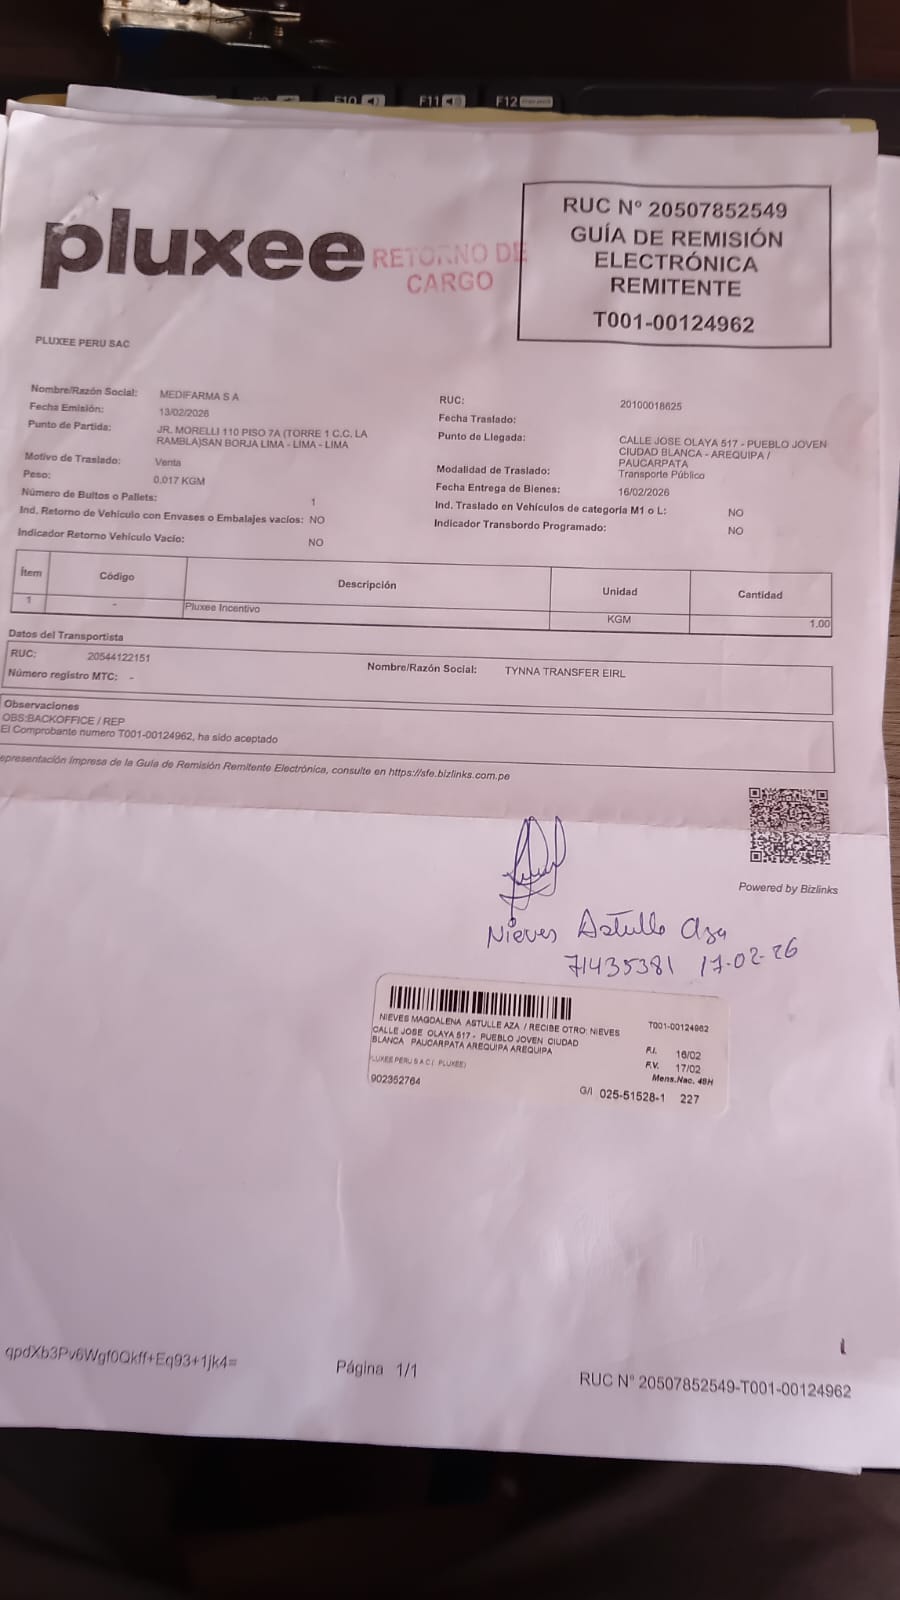 F10 F11 F12
pluxee
RETORNO DE
CARGO
RUC Nº 20507852549
GUÍA DE REMISIÓN
ELECTRÓNICA
REMITENTE
T001-00124962
PLUXEE PERU SAC
Nombre/Razón Social: MEDIFARMA S A
Fecha Emisión: 13/02/2026
Punto de Partida: JR. MORELLI 110 PISO 7A (TORRE 1 C.C. LA
RAMBLA)SAN BORJA LIMA - LIMA - LIMA
Motivo de Traslado: Venta
Peso: 0.017 KGM
Número de Bultos o Pallets: 1
Ind. Retorno de Vehículo con Envases o Embalajes vacíos: NO
Indicador Retorno Vehículo Vacío: NO
RUC: 20100018625
Fecha Traslado:
Punto de Llegada: CALLE JOSE OLAYA 517 - PUEBLO JOVEN
CIUDAD BLANCA - AREQUIPA /
PAUCARPATA
Modalidad de Traslado: Transporte Público
Fecha Entrega de Bienes: 16/02/2026
Ind. Traslado en Vehículos de categoría M1 o L: NO
Indicador Transbordo Programado: NO
Ítem Código Descripción Unidad Cantidad
1 - Pluxee Incentivo KGM 1.00
Datos del Transportista
RUC: 20544122151 Nombre/Razón Social: TYNNA TRANSFER EIRL
Número registro MTC: -
Observaciones
OBS:BACKOFFICE / REP
El Comprobante numero T001-00124962, ha sido aceptado
epresentación Impresa de la Guía de Remisión Remitente Electrónica, consulte en https://sfe.bizlinks.com.pe
Powered by Bizlinks
Nieves Astulle Aza
71435381 17-02-26
NIEVES MAGDALENA ASTULLE AZA / RECIBE OTRO: NIEVES
CALLE JOSE OLAYA 517 - PUEBLO JOVEN CIUDAD
BLANCA PAUCARPATA AREQUIPA AREQUIPA
LUXEE PERU S A C ( PLUXEE)
902352764
T001-00124962
F.I. 16/02
F.V. 17/02
Mens.Nac. 48H
G/I 025-51528-1 227
qpdXb3Pv6Wgf0Qkff+Eq93+1jk4=
Página 1/1
RUC N° 20507852549-T001-00124962